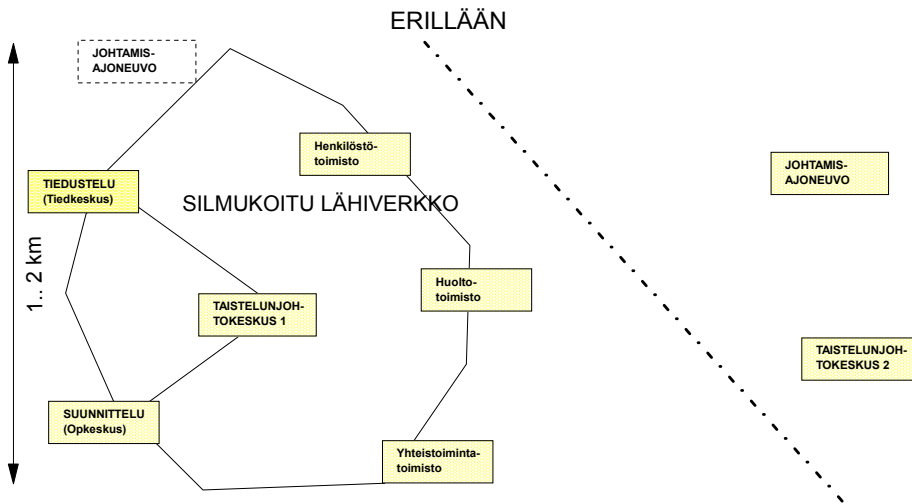 ERILLÄÄN
JOHTAMIS-
AJONEUVO
Henkilöstö-
toimisto
JOHTAMIS-
AJONEUVO
TIEDUSTELU
(Tiedkeskus)
SILMUKOITU LÄHIVERKKO
1.. 2 km
Huolto-
toimisto
TAISTELUNJOH-
TOKESKUS 1
TAISTELUNJOH-
TOKESKUS 2
SUUNNITTELU
(Opkeskus)
Yhteistoiminta-
toimisto